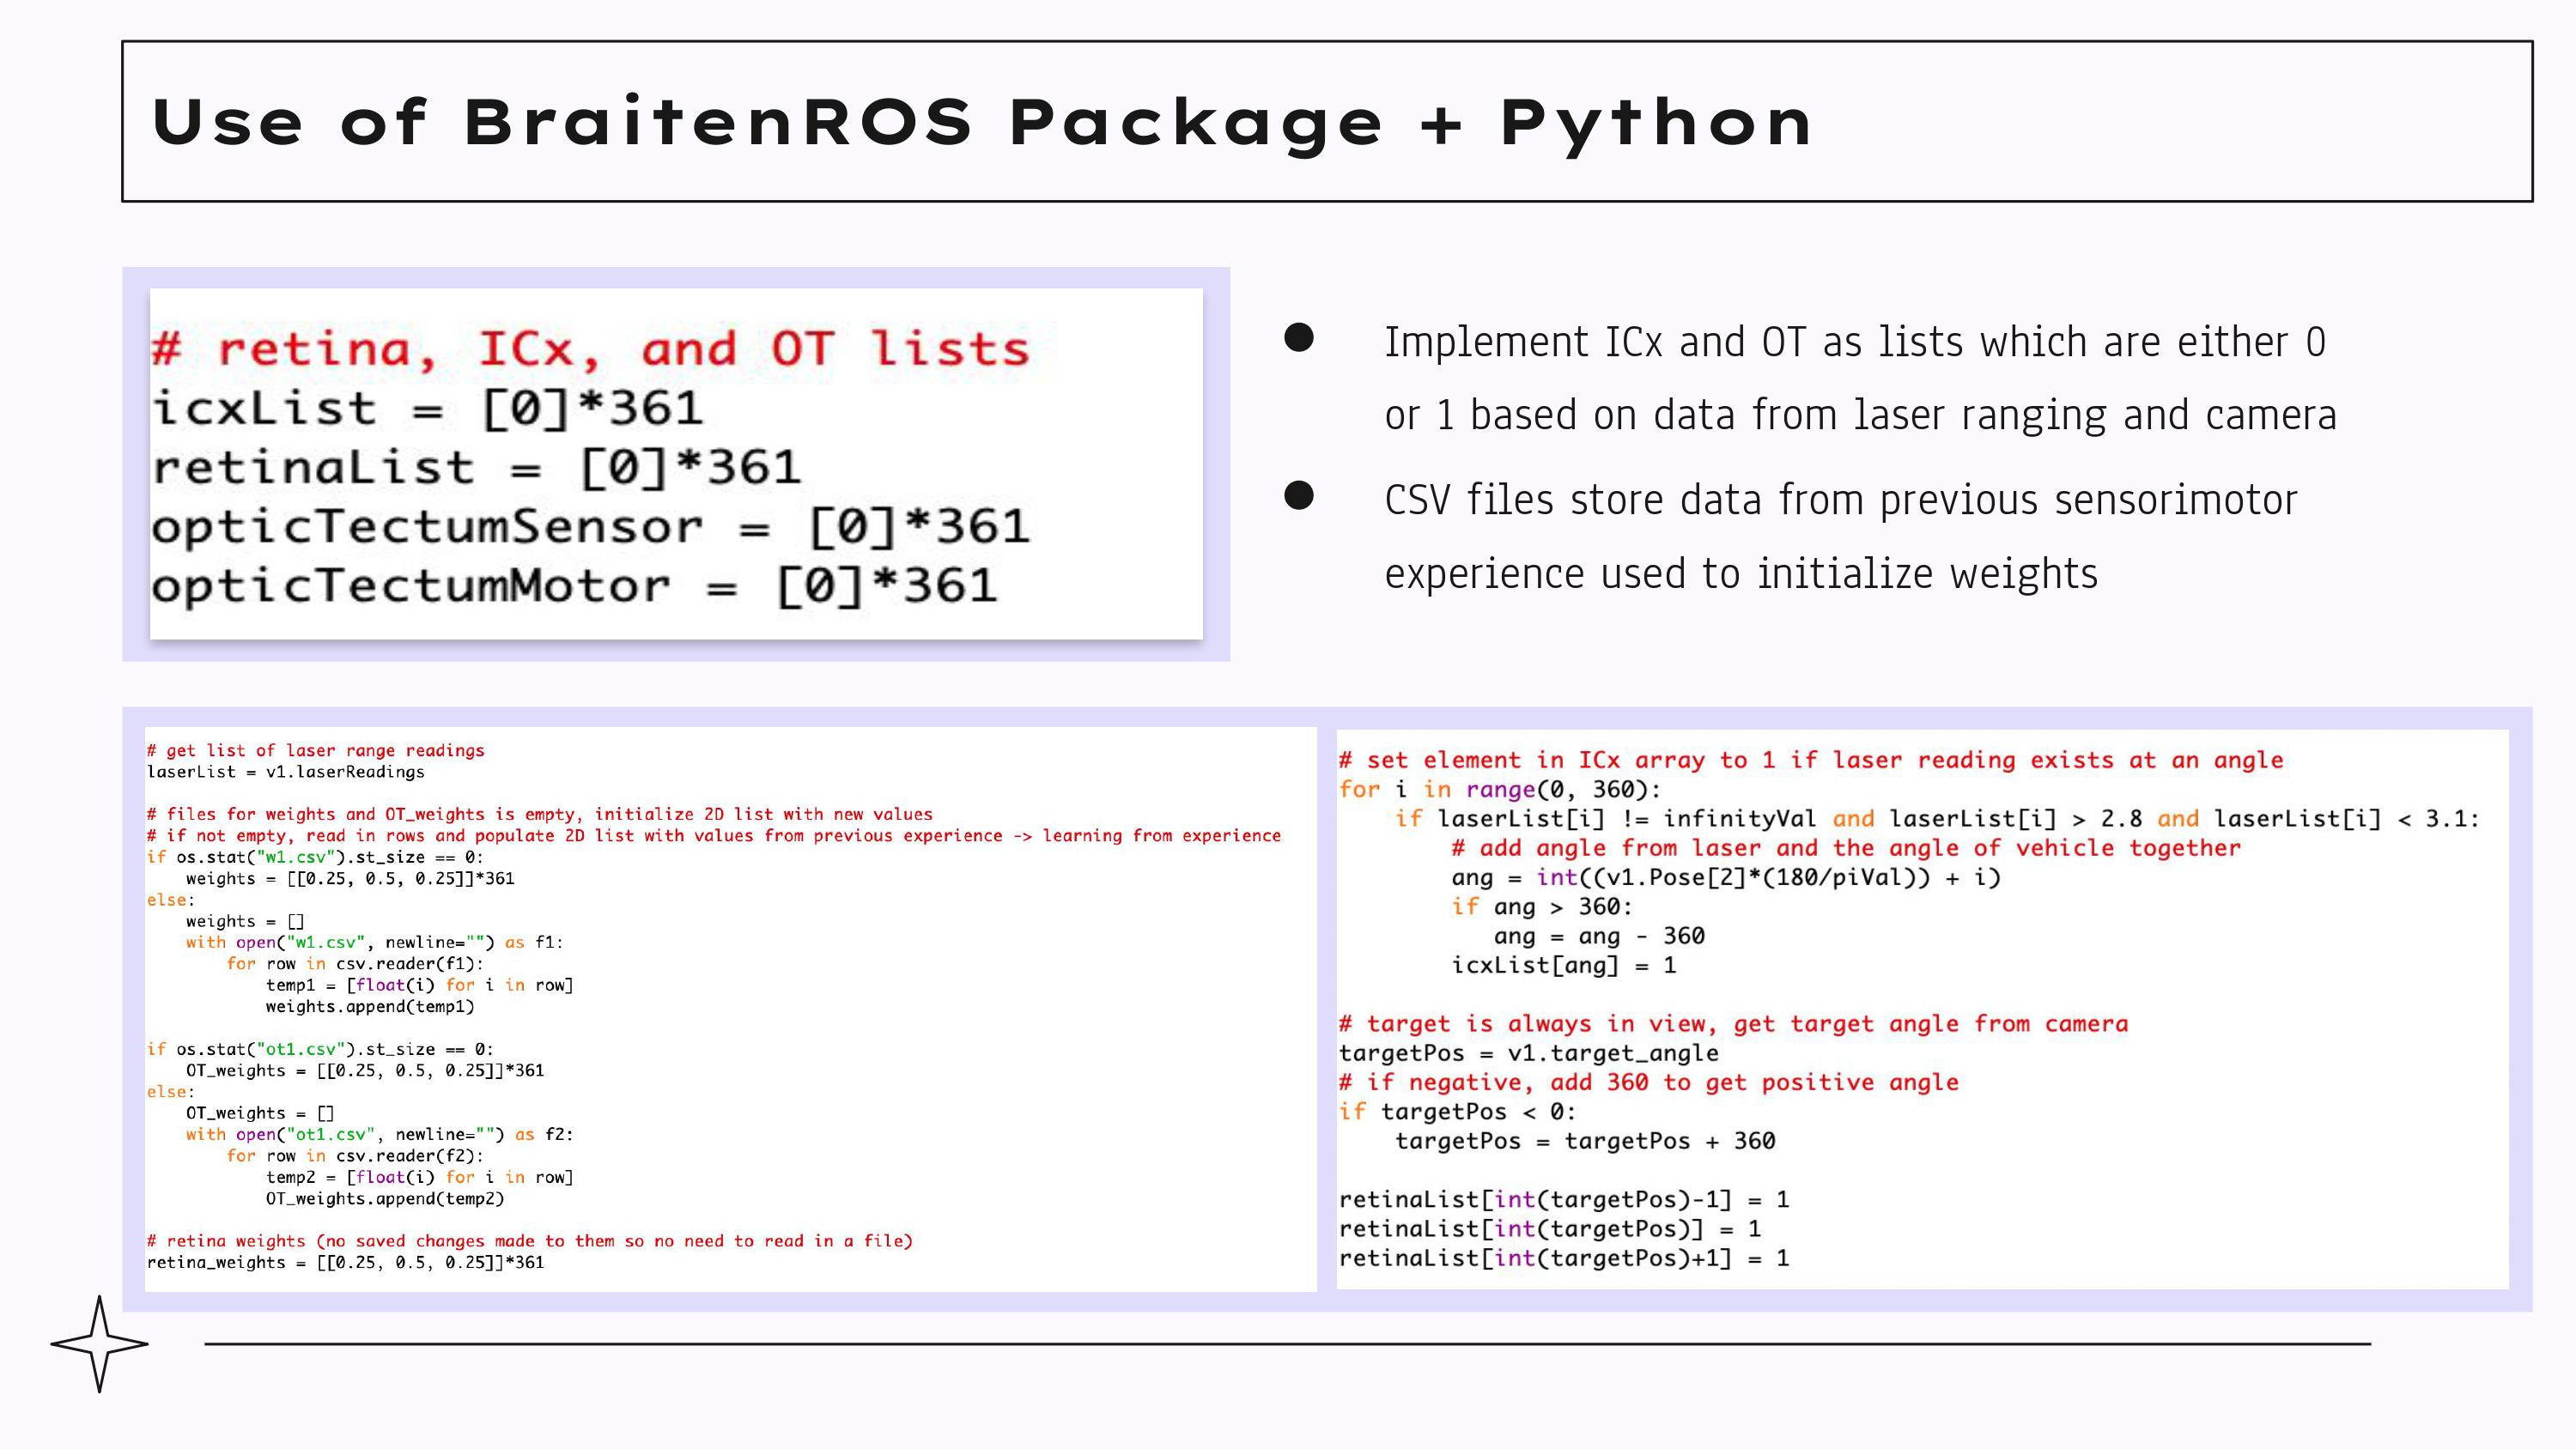 Use of BraitenROS Package + Python
# retina, ICx, and OT lists
icxList = [0]*361
retinaList = [0]*361
opticTectumSensor = [0]*361
opticTectumMotor = [0]*361
● Implement ICx and OT as lists which are either 0
or 1 based on data from laser ranging and camera
● CSV files store data from previous sensorimotor
experience used to initialize weights
# get list of laser range readings
laserList = v1.laserReadings
# files for weights and OT_weights is empty, initialize 2D list with new values
# if not empty, read in rows and populate 2D list with values from previous experience -> learning from experience
if os.stat("w1.csv").st_size == 0:
    weights = [[0.25, 0.5, 0.25]]*361
else:
    weights = []
    with open("w1.csv", newline="") as f1:
        for row in csv.reader(f1):
            temp1 = [float(i) for i in row]
            weights.append(temp1)
if os.stat("ot1.csv").st_size == 0:
    OT_weights = [[0.25, 0.5, 0.25]]*361
else:
    OT_weights = []
    with open("ot1.csv", newline="") as f2:
        for row in csv.reader(f2):
            temp2 = [float(i) for i in row]
            OT_weights.append(temp2)
# retina weights (no saved changes made to them so no need to read in a file)
retina_weights = [[0.25, 0.5, 0.25]]*361
# set element in ICx array to 1 if laser reading exists at an angle
for i in range(0, 360):
    if laserList[i] != infinityVal and laserList[i] > 2.8 and laserList[i] < 3.1:
        # add angle from laser and the angle of vehicle together
        ang = int((v1.Pose[2]*(180/piVal)) + i)
        if ang > 360:
           ang = ang - 360
        icxList[ang] = 1
# target is always in view, get target angle from camera
targetPos = v1.target_angle
# if negative, add 360 to get positive angle
if targetPos < 0:
    targetPos = targetPos + 360
retinaList[int(targetPos)-1] = 1
retinaList[int(targetPos)] = 1
retinaList[int(targetPos)+1] = 1